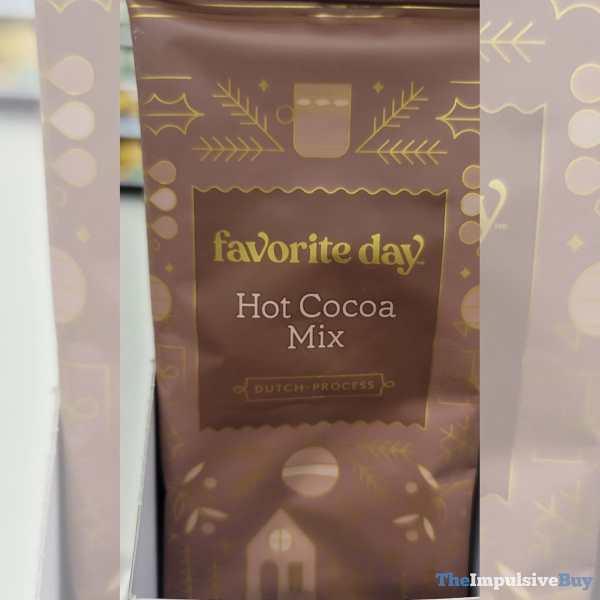 favorite day
Hot Cocoa
Mix
DUTCH-PROCESS
TheImpulsiveBuy